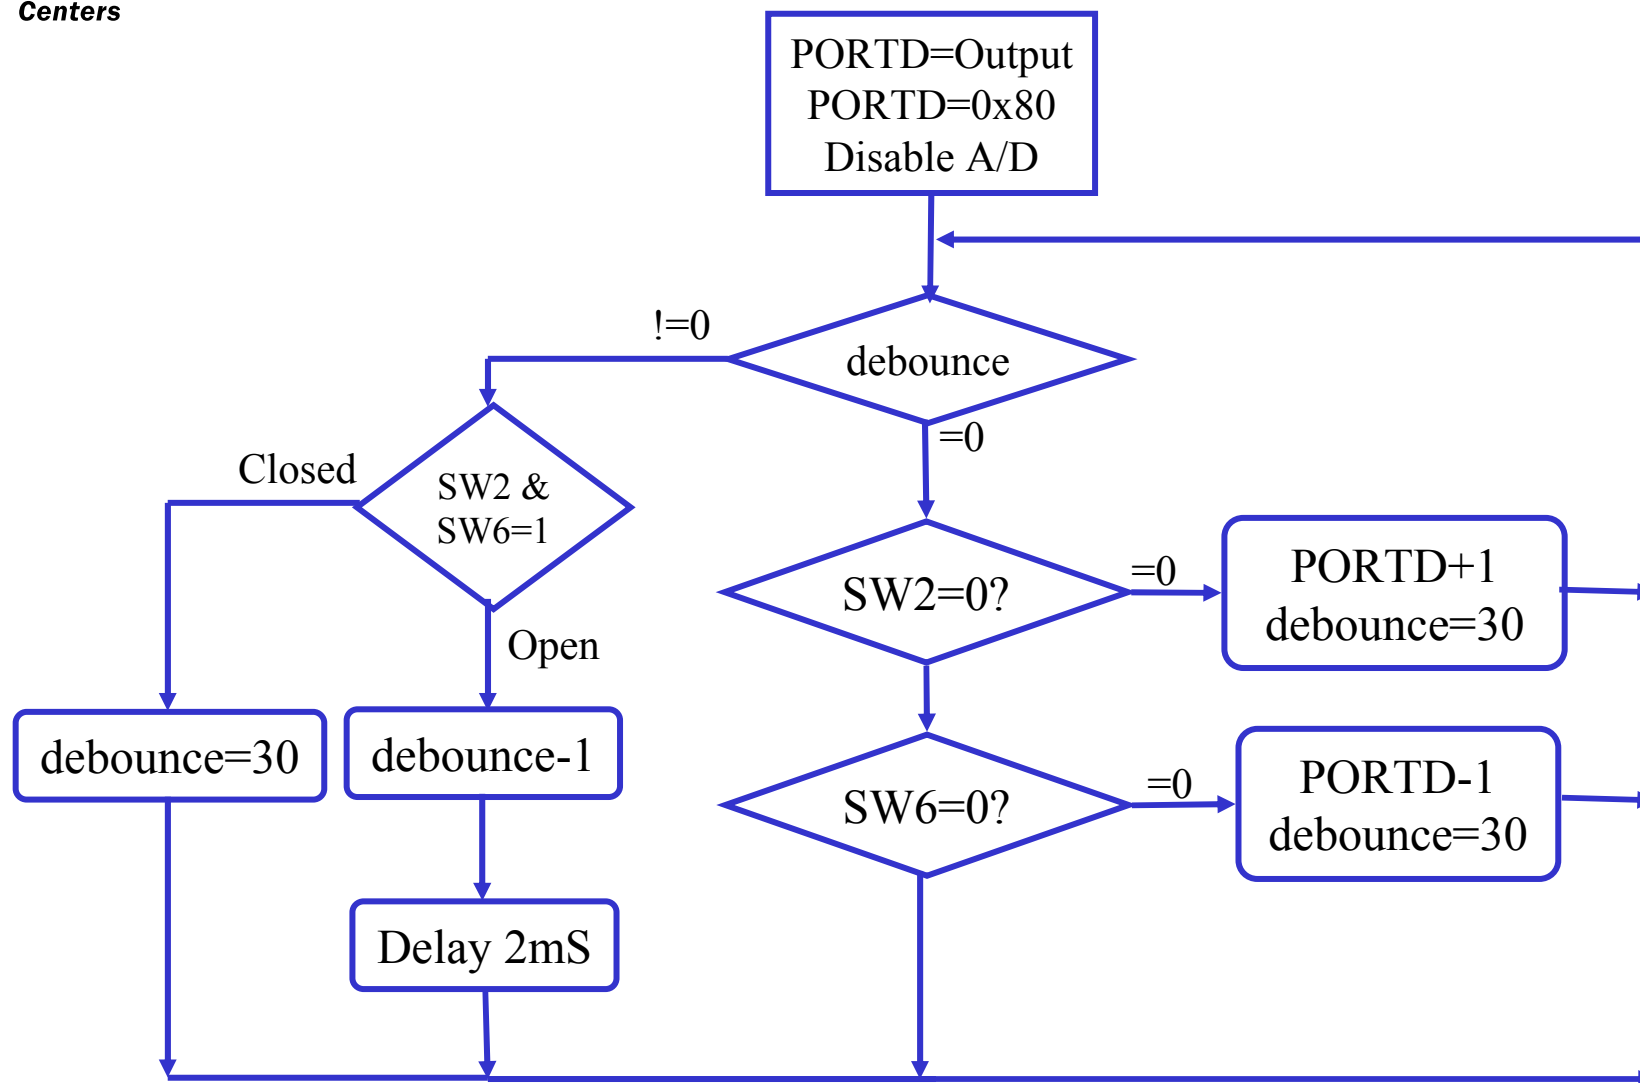 Centers
PORTD=Output
PORTD=0x80
Disable A/D
!=0
debounce
=0
Closed
SW2 &
SW6=1
Open
SW2=0?
=0
PORTD+1
debounce=30
debounce=30
debounce-1
SW6=0?
=0
PORTD-1
debounce=30
Delay 2mS